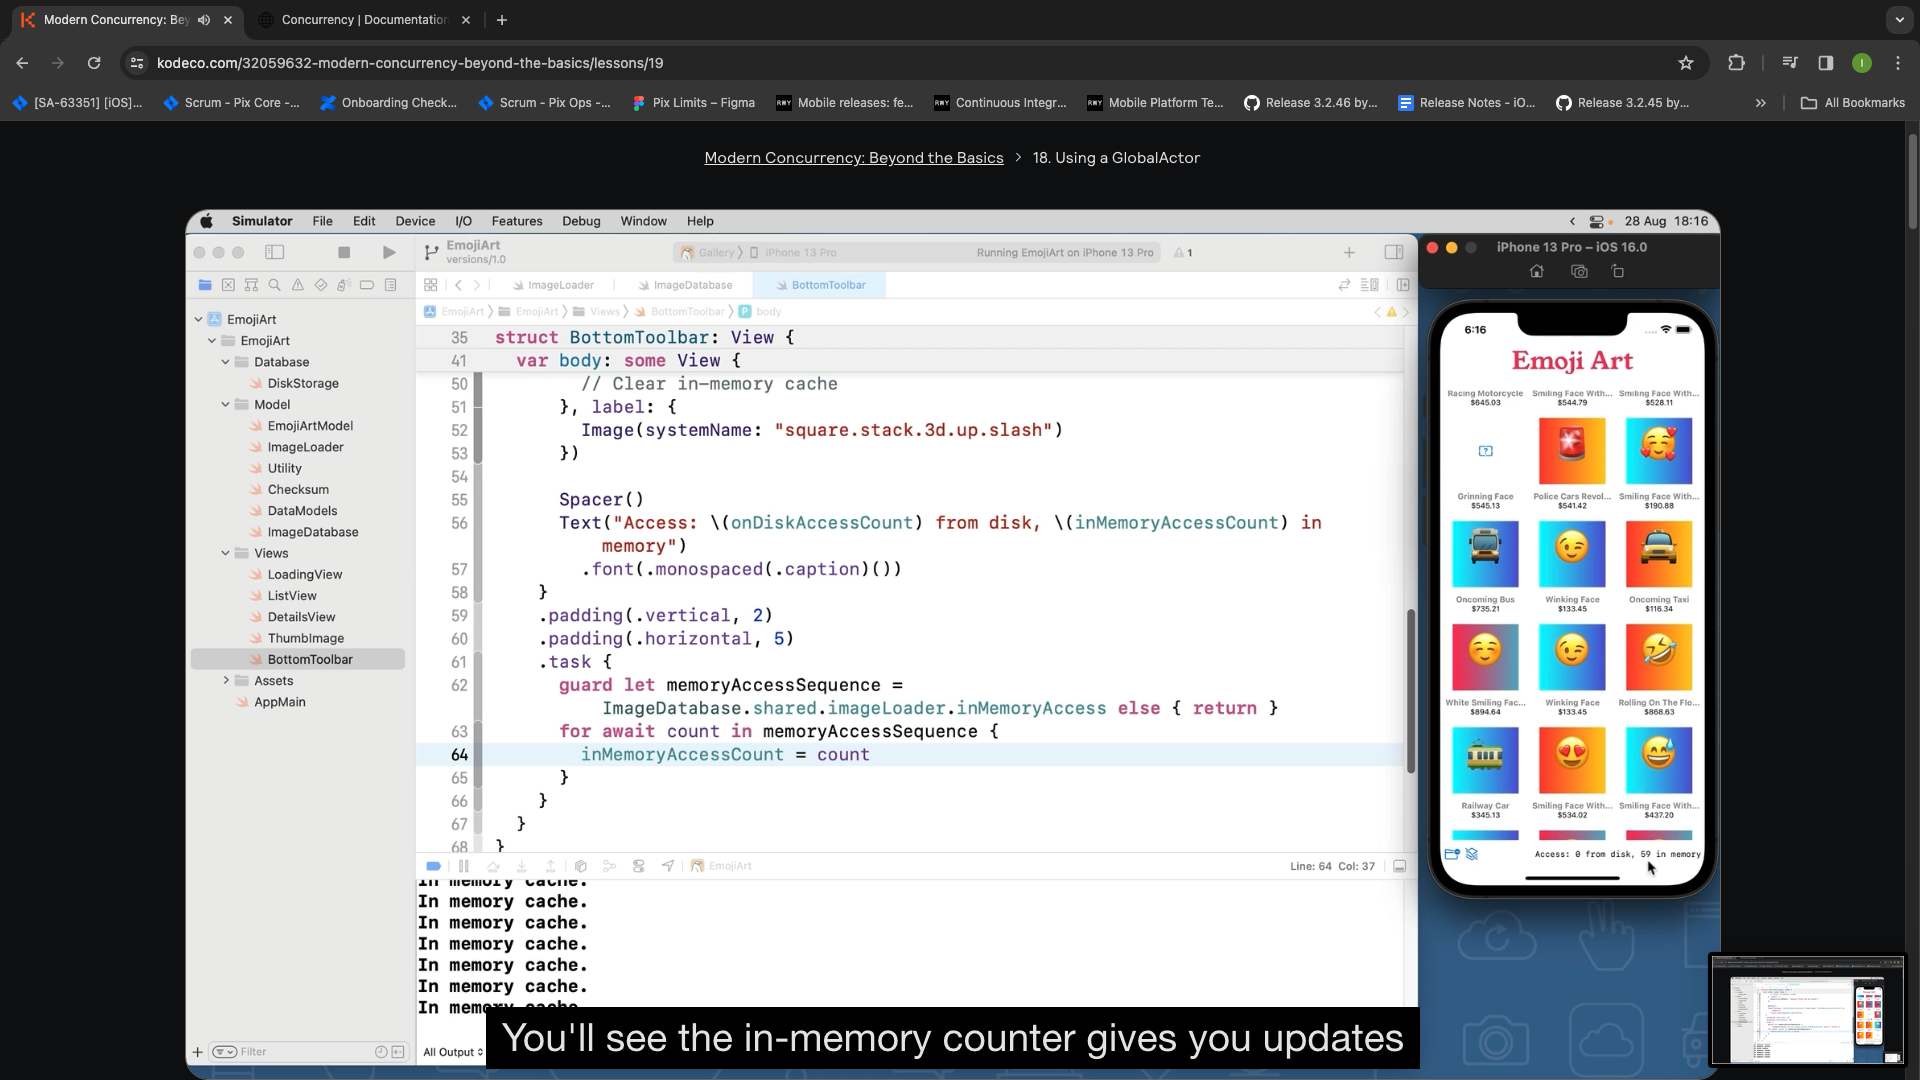 Modern Concurrency: Bey
Concurrency | Documentation
kodeco.com/32059632-modern-concurrency-beyond-the-basics/lessons/19
[SA-63351] [iOS]...
Scrum - Pix Core -...
Onboarding Check...
Scrum - Pix Ops -...
Pix Limits – Figma
Mobile releases: fe...
Continuous Integr...
Mobile Platform Te...
Release 3.2.46 by...
Release Notes - iO...
Release 3.2.45 by...
»
All Bookmarks
Modern Concurrency: Beyond the Basics > 18. Using a GlobalActor
Simulator File Edit Device I/O Features Debug Window Help
28 Aug 18:16
EmojiArt
versions/1.0
Gallery > iPhone 13 Pro
Running EmojiArt on iPhone 13 Pro
1
ImageLoader
ImageDatabase
BottomToolbar
EmojiArt > EmojiArt > Views > BottomToolbar > P body
EmojiArt
EmojiArt
Database
DiskStorage
Model
EmojiArtModel
ImageLoader
Utility
Checksum
DataModels
ImageDatabase
Views
LoadingView
ListView
DetailsView
ThumbImage
BottomToolbar
Assets
AppMain
Filter
35 struct BottomToolbar: View {
41 var body: some View {
50 // Clear in-memory cache
51 }, label: {
52 Image(systemName: "square.stack.3d.up.slash")
53 })
54
55 Spacer()
56 Text("Access: \(onDiskAccessCount) from disk, \(inMemoryAccessCount) in
memory")
57 .font(.monospaced(.caption)())
58 }
59 .padding(.vertical, 2)
60 .padding(.horizontal, 5)
61 .task {
62 guard let memoryAccessSequence =
ImageDatabase.shared.imageLoader.inMemoryAccess else { return }
63 for await count in memoryAccessSequence {
64 inMemoryAccessCount = count
65 }
66 }
67 }
68 }
EmojiArt
Line: 64 Col: 37
In memory cache.
In memory cache.
In memory cache.
In memory cache.
In memory cache.
In memory cache.
In memory cache.
All Output
iPhone 13 Pro – iOS 16.0
6:16
Emoji Art
Racing Motorcycle Smiling Face With... Smiling Face With...
$645.03 $544.79 $528.11
Grinning Face Police Cars Revol... Smiling Face With...
$545.13 $541.42 $190.88
Oncoming Bus Winking Face Oncoming Taxi
$735.21 $133.45 $116.34
White Smiling Fac... Winking Face Rolling On The Flo...
$894.64 $133.45 $868.63
Railway Car Smiling Face With... Smiling Face With...
$345.13 $534.02 $437.20
Access: 0 from disk, 59 in memory
You'll see the in-memory counter gives you updates